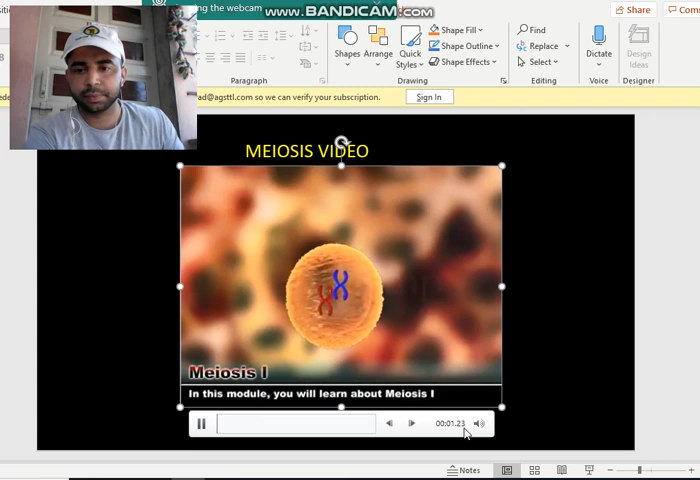 ng the webcam
www.BANDICAM.com
Share
Com
Shapes
Arrange
Quick Styles
Shape Fill
Shape Outline
Shape Effects
Find
Replace
Select
Dictate
Design Ideas
Paragraph
Drawing
Editing
Voice
Designer
ad@agsttl.com so we can verify your subscription.
Sign In
MEIOSIS VIDEO
Meiosis I
In this module, you will learn about Meiosis I
00:01.23
Notes